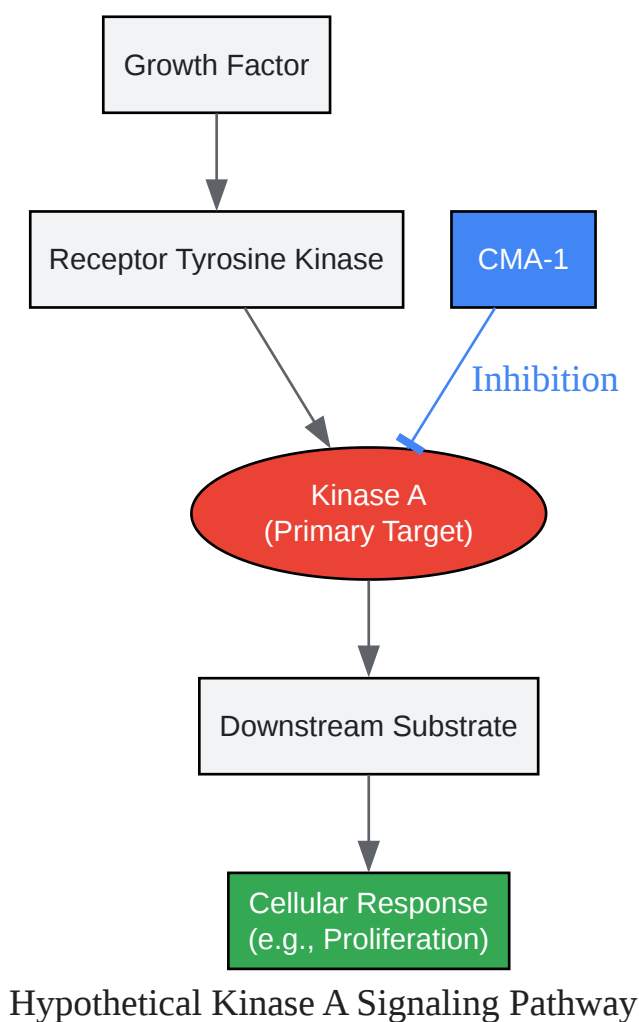 Growth Factor
Receptor Tyrosine Kinase
CMA-1
Inhibition
Kinase A
(Primary Target)
Downstream Substrate
Cellular Response
(e.g., Proliferation)
Hypothetical Kinase A Signaling Pathway